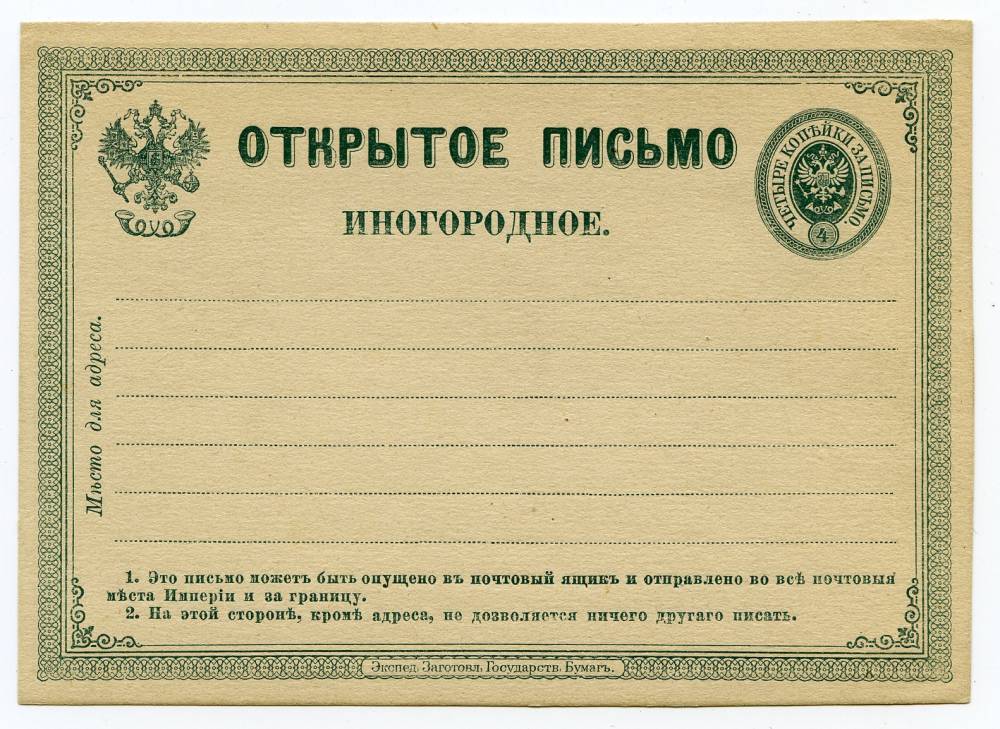 ОТКРЫТОЕ ПИСЬМО
ЧЕТЫРЕ КОПѢЙКИ ЗА ПИСЬМО.
4
ИНОГОРОДНОЕ.
Мѣсто для адреса.
1. Это письмо можетъ быть опущено въ почтовый ящикъ и отправлено во всѣ почтовыя
мѣста Имперіи и за границу.
2. На этой сторонѣ, кромѣ адреса, не дозволяется ничего другаго писать.
Экспед. Заготовл. Государств. Бумагъ.